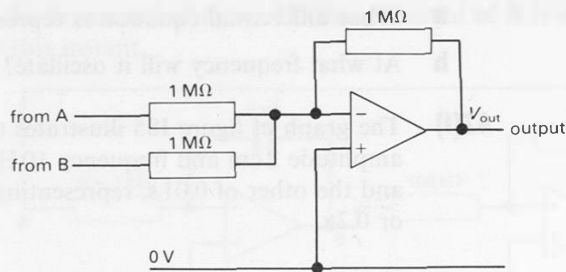 1 MΩ
1 MΩ
from A
1 MΩ
from B
−
+
V_out
output
0 V